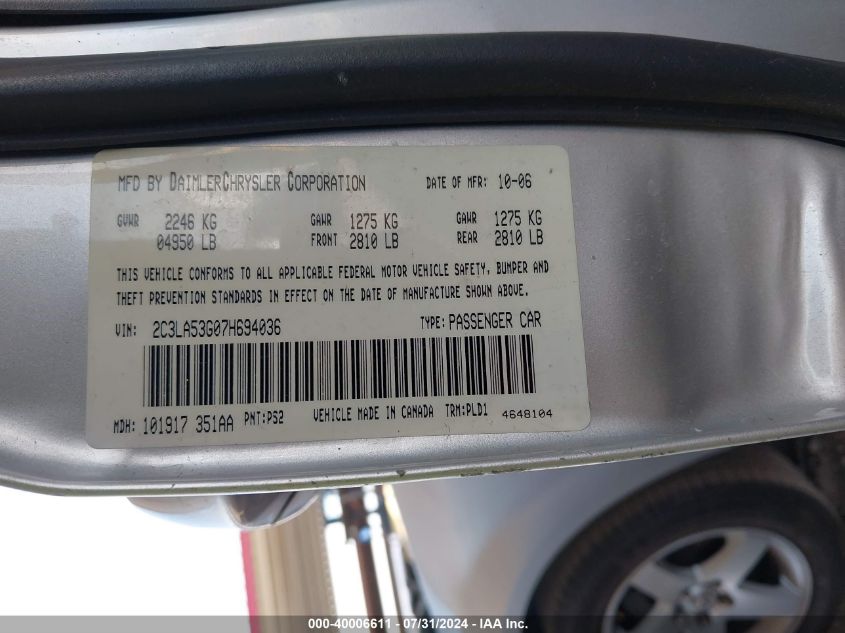 MFD BY DAIMLERCHRYSLER CORPORATION DATE OF MFR: 10-06
GVWR 2246 KG GAWR 1275 KG GAWR 1275 KG
04950 LB FRONT 2810 LB REAR 2810 LB
THIS VEHICLE CONFORMS TO ALL APPLICABLE FEDERAL MOTOR VEHICLE SAFETY, BUMPER AND
THEFT PREVENTION STANDARDS IN EFFECT ON THE DATE OF MANUFACTURE SHOWN ABOVE.
VIN: 2C3LA53G07H694036 TYPE: PASSENGER CAR
MDH: 101917 351AA PNT:PS2 VEHICLE MADE IN CANADA TRM:PLD1 4648104
000-40006611 - 07/31/2024 - IAA Inc.